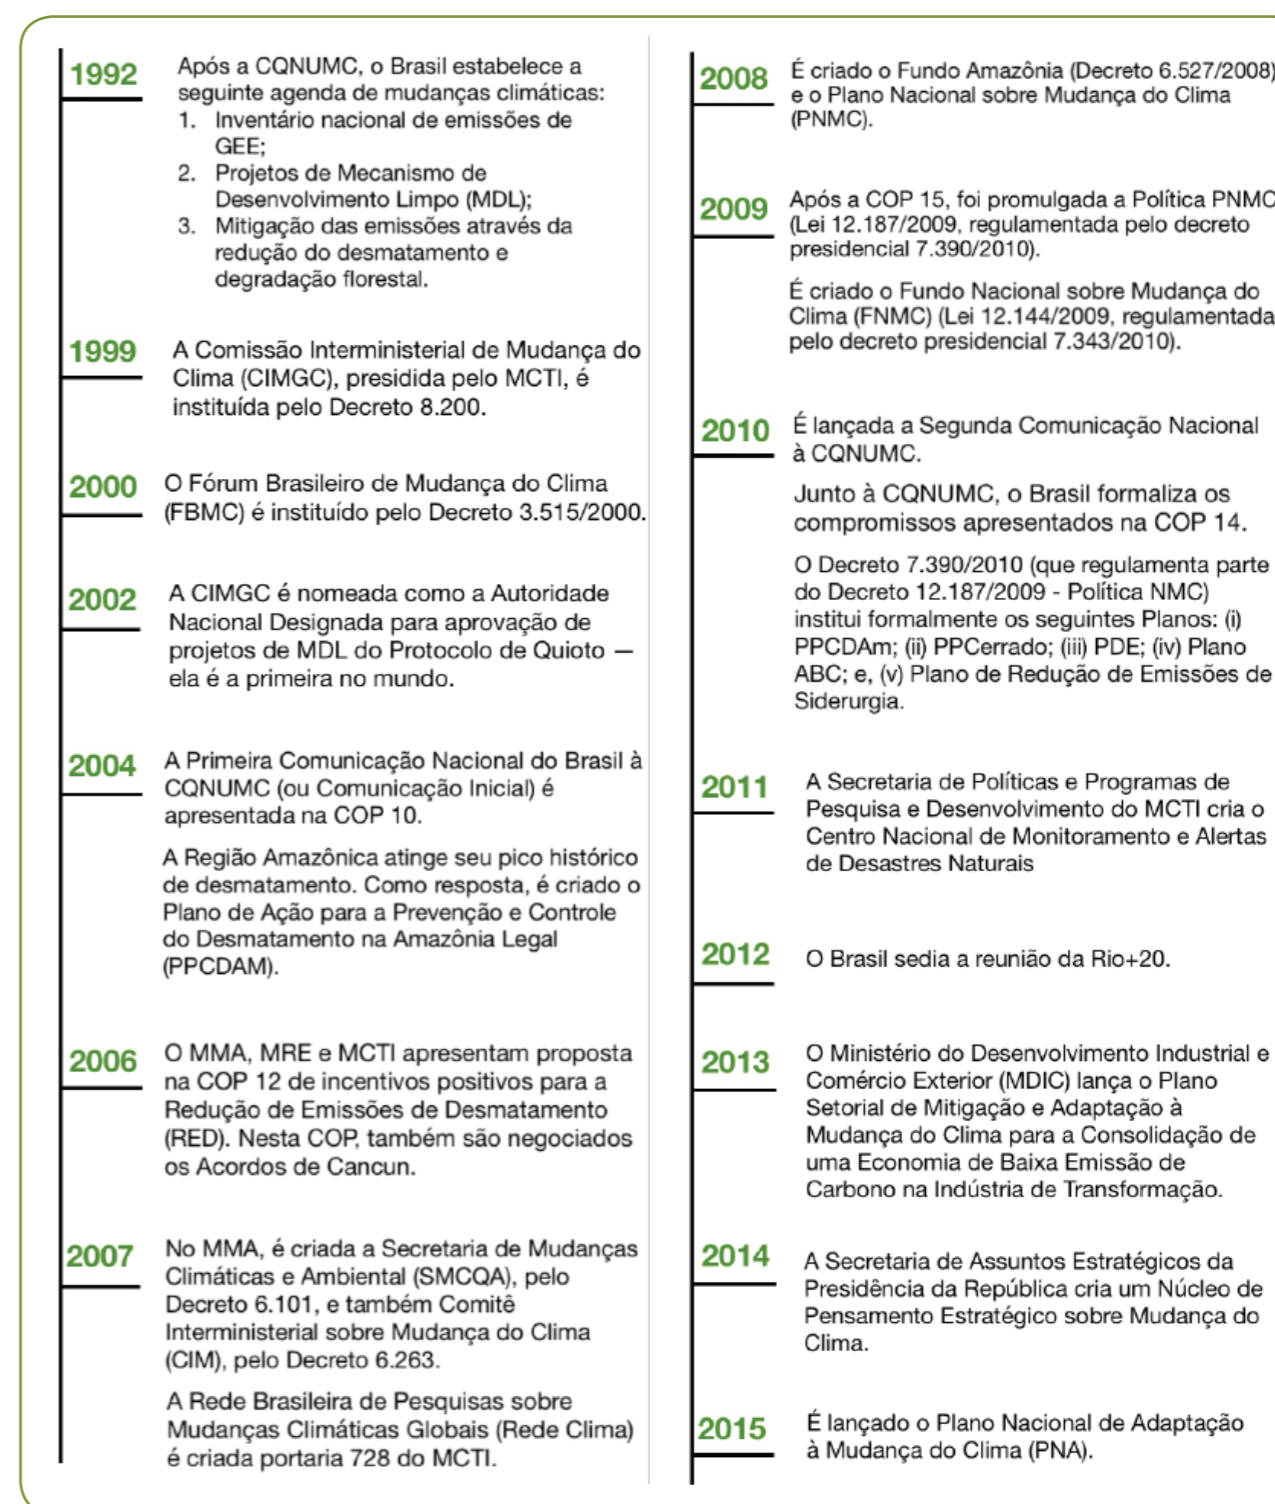 1992
Após a CQNUMC, o Brasil estabelece a
seguinte agenda de mudanças climáticas:
1. Inventário nacional de emissões de
GEE;
2. Projetos de Mecanismo de
Desenvolvimento Limpo (MDL);
3. Mitigação das emissões através da
redução do desmatamento e
degradação florestal.
1999
A Comissão Interministerial de Mudança do
Clima (CIMGC), presidida pelo MCTI, é
instituída pelo Decreto 8.200.
2000
O Fórum Brasileiro de Mudança do Clima
(FBMC) é instituído pelo Decreto 3.515/2000.
2002
A CIMGC é nomeada como a Autoridade
Nacional Designada para aprovação de
projetos de MDL do Protocolo de Quioto —
ela é a primeira no mundo.
2004
A Primeira Comunicação Nacional do Brasil à
CQNUMC (ou Comunicação Inicial) é
apresentada na COP 10.
A Região Amazônica atinge seu pico histórico
de desmatamento. Como resposta, é criado o
Plano de Ação para a Prevenção e Controle
do Desmatamento na Amazônia Legal
(PPCDAM).
2006
O MMA, MRE e MCTI apresentam proposta
na COP 12 de incentivos positivos para a
Redução de Emissões de Desmatamento
(RED). Nesta COP, também são negociados
os Acordos de Cancun.
2007
No MMA, é criada a Secretaria de Mudanças
Climáticas e Ambiental (SMCQA), pelo
Decreto 6.101, e também Comitê
Interministerial sobre Mudança do Clima
(CIM), pelo Decreto 6.263.
A Rede Brasileira de Pesquisas sobre
Mudanças Climáticas Globais (Rede Clima)
é criada portaria 728 do MCTI.
2008
É criado o Fundo Amazônia (Decreto 6.527/2008)
e o Plano Nacional sobre Mudança do Clima
(PNMC).
2009
Após a COP 15, foi promulgada a Política PNMC
(Lei 12.187/2009, regulamentada pelo decreto
presidencial 7.390/2010).
É criado o Fundo Nacional sobre Mudança do
Clima (FNMC) (Lei 12.144/2009, regulamentada
pelo decreto presidencial 7.343/2010).
2010
É lançada a Segunda Comunicação Nacional
à CQNUMC.
Junto à CQNUMC, o Brasil formaliza os
compromissos apresentados na COP 14.
O Decreto 7.390/2010 (que regulamenta parte
do Decreto 12.187/2009 - Política NMC)
institui formalmente os seguintes Planos: (i)
PPCDAm; (ii) PPCerrado; (iii) PDE; (iv) Plano
ABC; e, (v) Plano de Redução de Emissões de
Siderurgia.
2011
A Secretaria de Políticas e Programas de
Pesquisa e Desenvolvimento do MCTI cria o
Centro Nacional de Monitoramento e Alertas
de Desastres Naturais
2012
O Brasil sedia a reunião da Rio+20.
2013
O Ministério do Desenvolvimento Industrial e
Comércio Exterior (MDIC) lança o Plano
Setorial de Mitigação e Adaptação à
Mudança do Clima para a Consolidação de
uma Economia de Baixa Emissão de
Carbono na Indústria de Transformação.
2014
A Secretaria de Assuntos Estratégicos da
Presidência da República cria um Núcleo de
Pensamento Estratégico sobre Mudança do
Clima.
2015
É lançado o Plano Nacional de Adaptação
à Mudança do Clima (PNA).